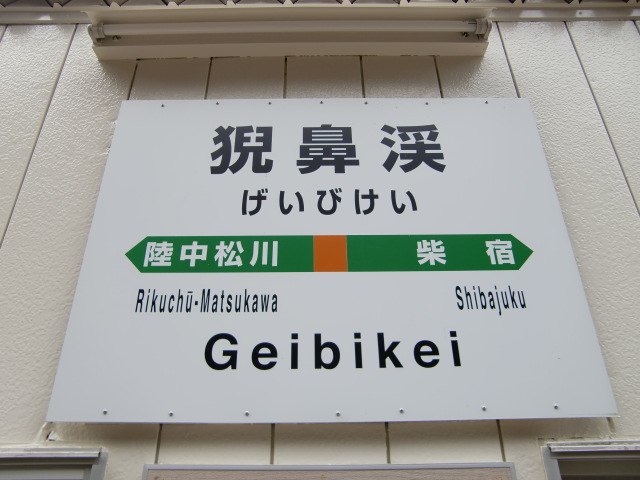 猊鼻渓
げいびけい
陸中松川 柴宿
Rikuchū-Matsukawa Shibajuku
Geibikei